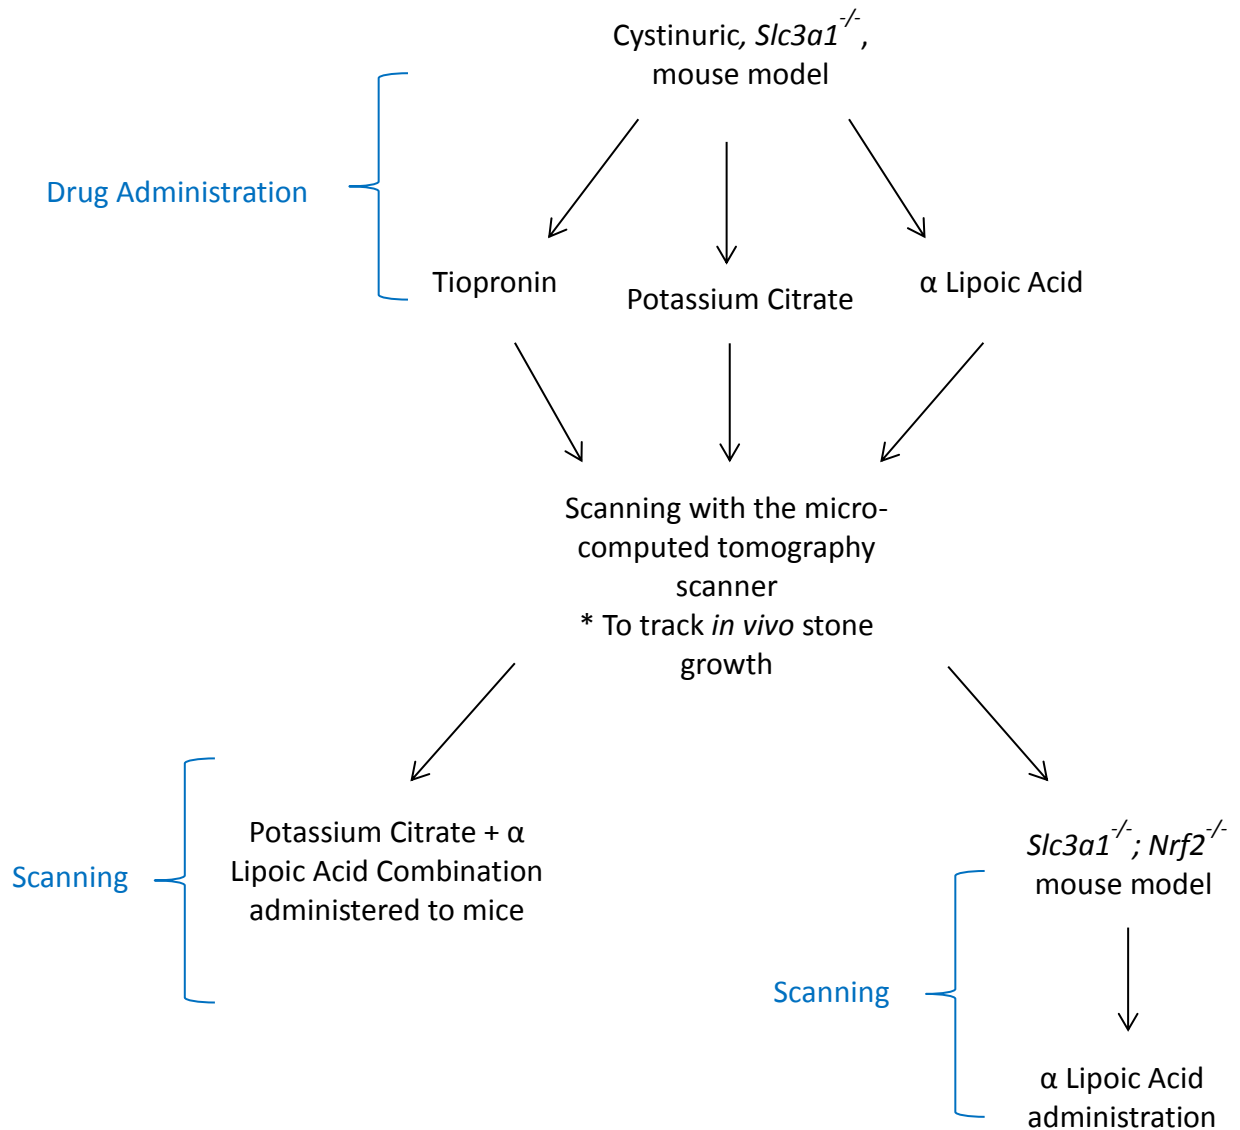 Cystinuric, Slc3a1-/-,
mouse model
Drug Administration
Tiopronin
Potassium Citrate
α Lipoic Acid
Scanning with the micro-
computed tomography
scanner
* To track in vivo stone
growth
Scanning
Potassium Citrate + α
Lipoic Acid Combination
administered to mice
Slc3a1-/-; Nrf2-/-
mouse model
Scanning
α Lipoic Acid
administration